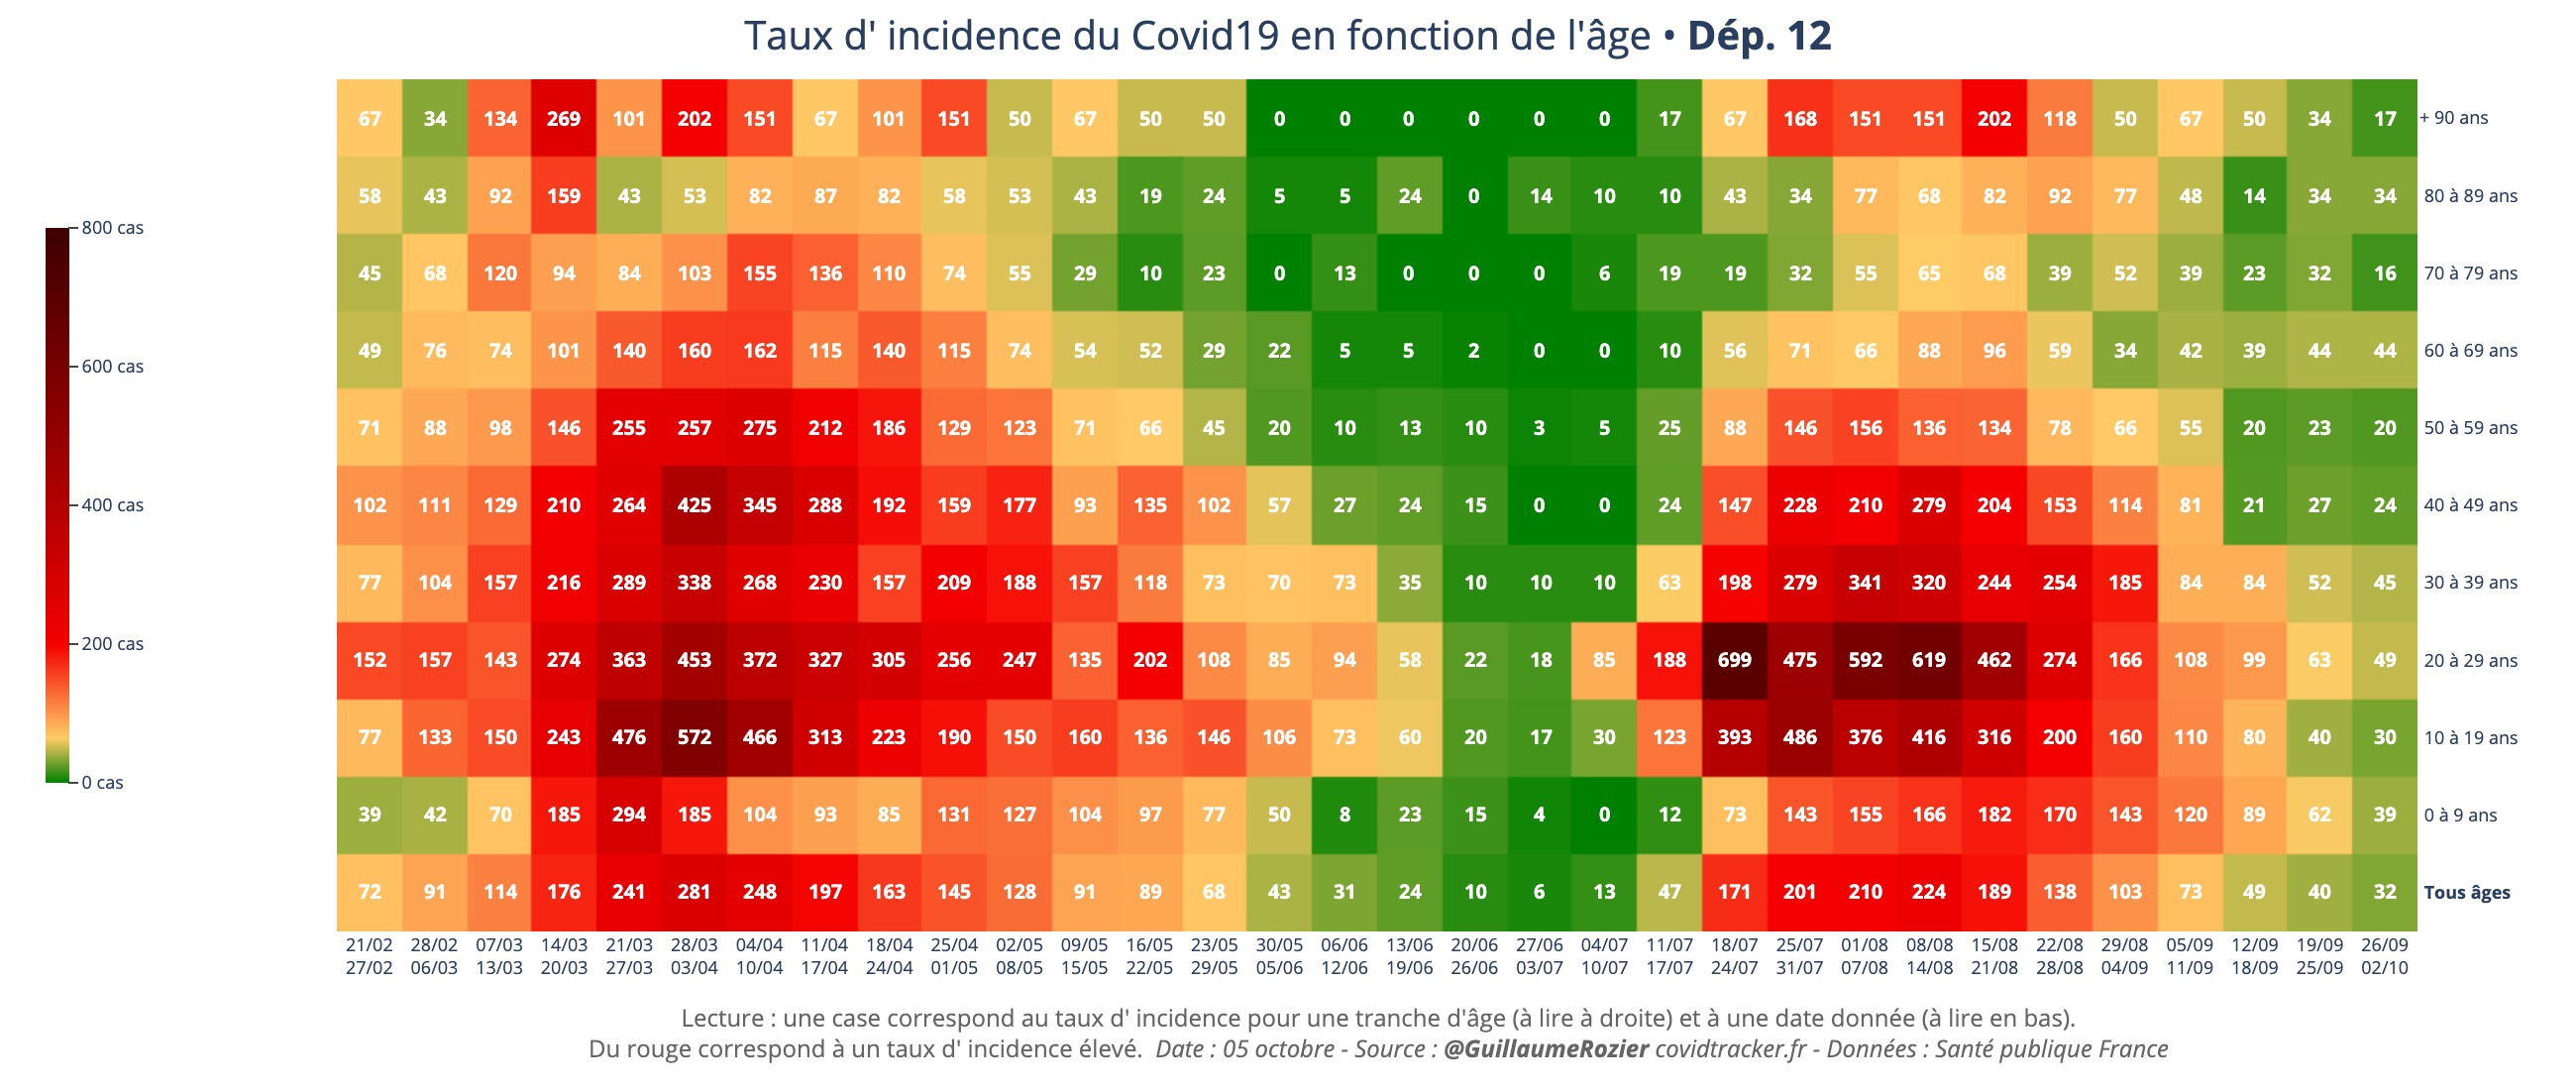 Taux d' incidence du Covid19 en fonction de l'âge • Dép. 12
800 cas
600 cas
400 cas
200 cas
0 cas
67 34 134 269 101 202 151 67 101 151 50 67 50 50 0 0 0 0 0 0 17 67 168 151 151 202 118 50 67 50 34 17 + 90 ans
58 43 92 159 43 53 82 87 82 58 53 43 19 24 5 5 24 0 14 10 10 43 34 77 68 82 92 77 48 14 34 34 80 à 89 ans
45 68 120 94 84 103 155 136 110 74 55 29 10 23 0 13 0 0 0 6 19 19 32 55 65 68 39 52 39 23 32 16 70 à 79 ans
49 76 74 101 140 160 162 115 140 115 74 54 52 29 22 5 5 2 0 0 10 56 71 66 88 96 59 34 42 39 44 44 60 à 69 ans
71 88 98 146 255 257 275 212 186 129 123 71 66 45 20 10 13 10 3 5 25 88 146 156 136 134 78 66 55 20 23 20 50 à 59 ans
102 111 129 210 264 425 345 288 192 159 177 93 135 102 57 27 24 15 0 0 24 147 228 210 279 204 153 114 81 21 27 24 40 à 49 ans
77 104 157 216 289 338 268 230 157 209 188 157 118 73 70 73 35 10 10 10 63 198 279 341 320 244 254 185 84 84 52 45 30 à 39 ans
152 157 143 274 363 453 372 327 305 256 247 135 202 108 85 94 58 22 18 85 188 699 475 592 619 462 274 166 108 99 63 49 20 à 29 ans
77 133 150 243 476 572 466 313 223 190 150 160 136 146 106 73 60 20 17 30 123 393 486 376 416 316 200 160 110 80 40 30 10 à 19 ans
39 42 70 185 294 185 104 93 85 131 127 104 97 77 50 8 23 15 4 0 12 73 143 155 166 182 170 143 120 89 62 39 0 à 9 ans
72 91 114 176 241 281 248 197 163 145 128 91 89 68 43 31 24 10 6 13 47 171 201 210 224 189 138 103 73 49 40 32 Tous âges
21/02 28/02 07/03 14/03 21/03 28/03 04/04 11/04 18/04 25/04 02/05 09/05 16/05 23/05 30/05 06/06 13/06 20/06 27/06 04/07 11/07 18/07 25/07 01/08 08/08 15/08 22/08 29/08 05/09 12/09 19/09 26/09
27/02 06/03 13/03 20/03 27/03 03/04 10/04 17/04 24/04 01/05 08/05 15/05 22/05 29/05 05/06 12/06 19/06 26/06 03/07 10/07 17/07 24/07 31/07 07/08 14/08 21/08 28/08 04/09 11/09 18/09 25/09 02/10
Lecture : une case correspond au taux d' incidence pour une tranche d'âge (à lire à droite) et à une date donnée (à lire en bas).
Du rouge correspond à un taux d' incidence élevé. Date : 05 octobre - Source : @GuillaumeRozier covidtracker.fr - Données : Santé publique France